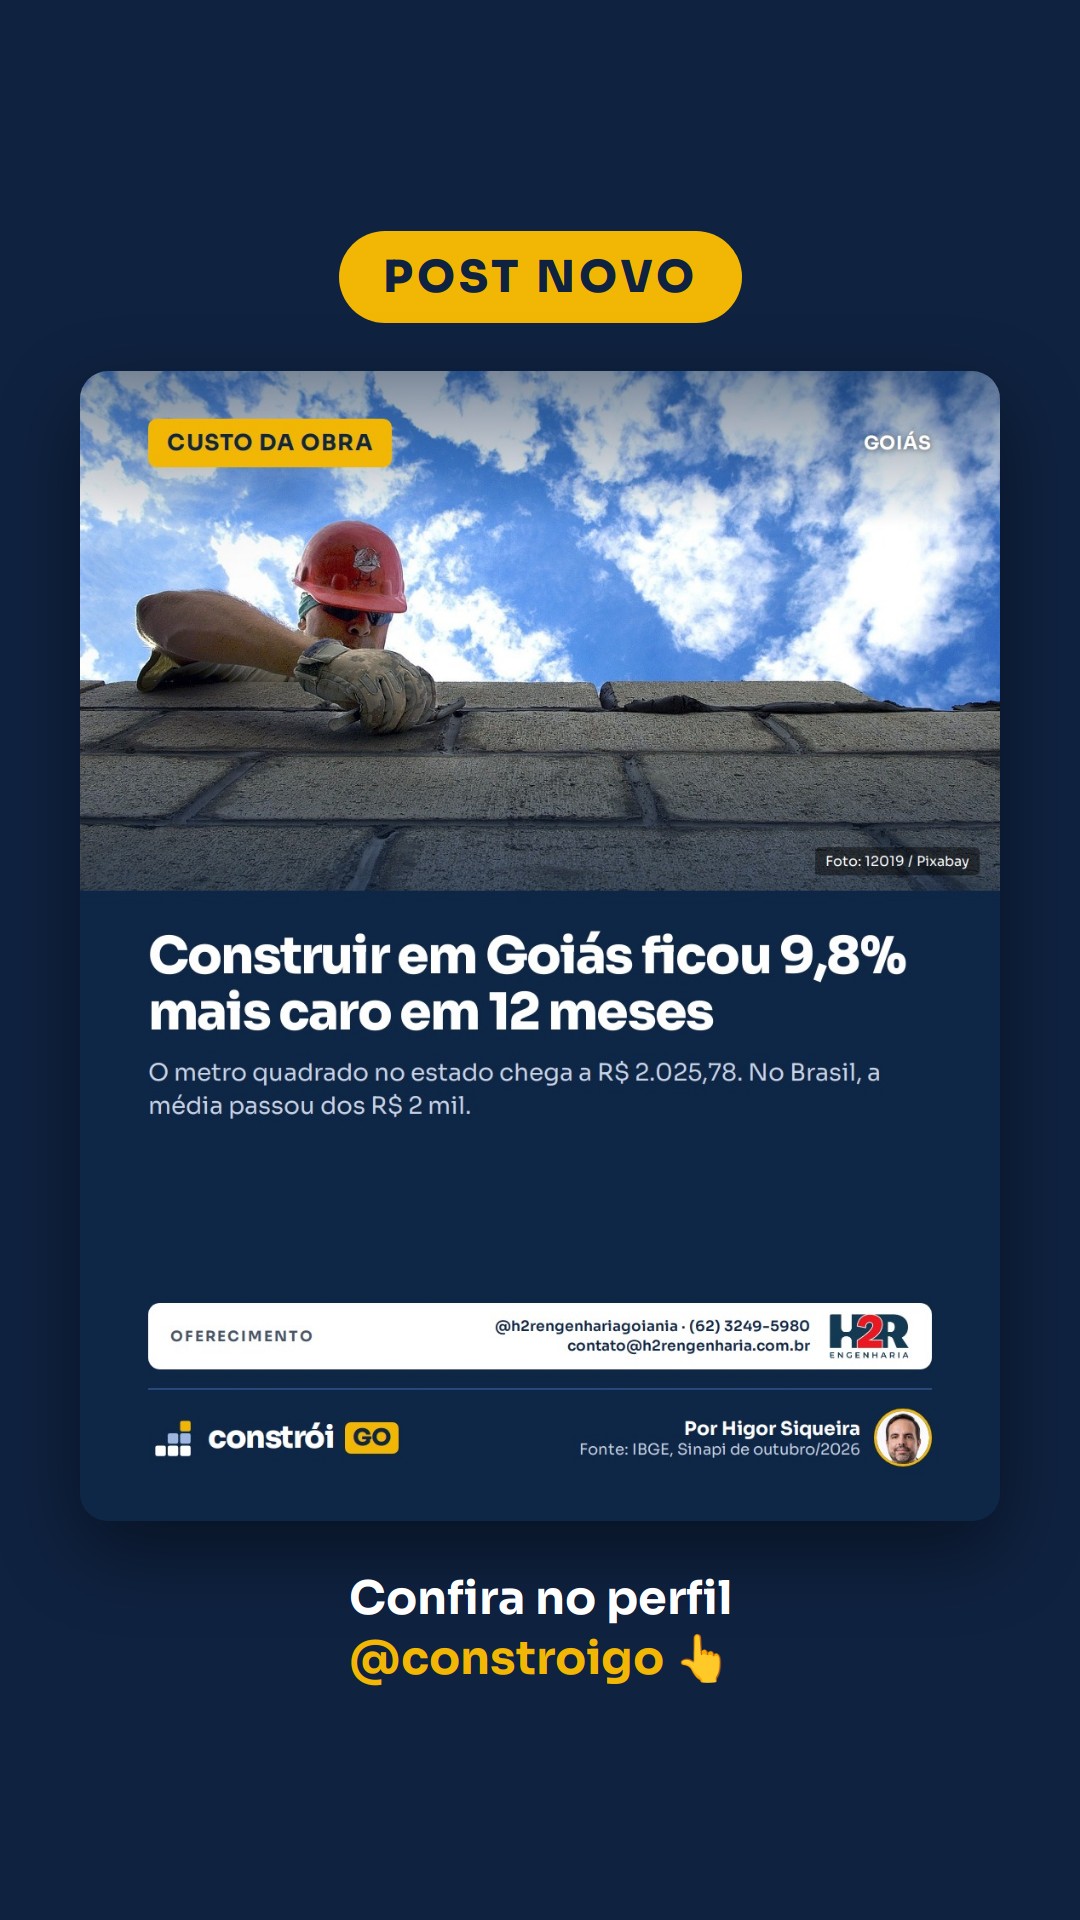 POST NOVO
CUSTO DA OBRA
GOIÁS
Foto: 12019 / Pixabay
Construir em Goiás ficou 9,8%
mais caro em 12 meses
O metro quadrado no estado chega a R$ 2.025,78. No Brasil, a
média passou dos R$ 2 mil.
OFERECIMENTO
@h2rengenhariagoiania · (62) 3249-5980
contato@h2rengenharia.com.br
H2R
ENGENHARIA
constrói GO
Por Higor Siqueira
Fonte: IBGE, Sinapi de outubro/2026
Confira no perfil
@constroigo 👆